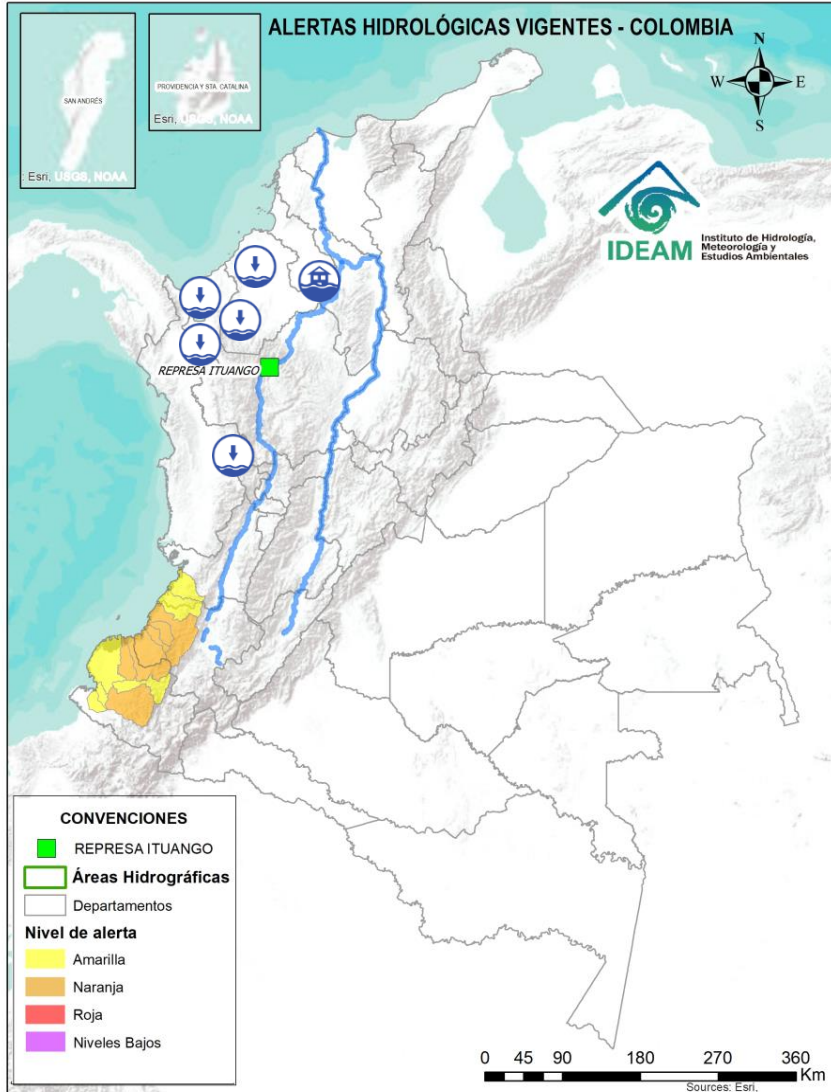 ALERTAS HIDROLÓGICAS VIGENTES - COLOMBIA
SAN ANDRÉS
Esri, USGS, NOAA
PROVIDENCIA Y STA. CATALINA
Esri, USGS, NOAA
N
W
E
S
IDEAM
Instituto de Hidrología,
Meteorología y
Estudios Ambientales
REPRESA ITUANGO
CONVENCIONES
REPRESA ITUANGO
Áreas Hidrográficas
Departamentos
Nivel de alerta
Amarilla
Naranja
Roja
Niveles Bajos
0 45 90 180 270 360
Km
Sources: Esri,